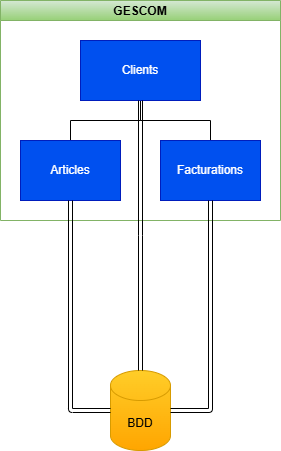 GESCOM
Clients
Articles
Facturations
BDD